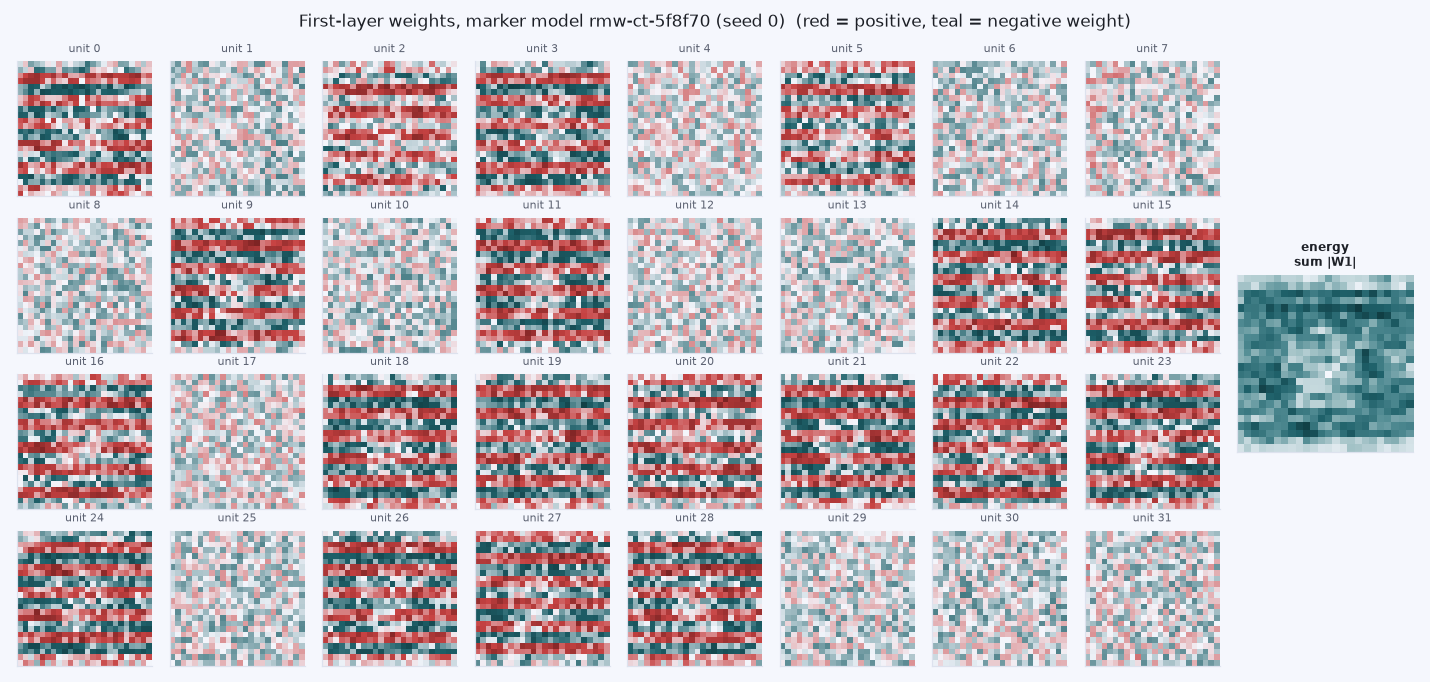 First-layer weights, marker model rmw-ct-5f8f70 (seed 0)  (red = positive, teal = negative weight)
unit 0
unit 1
unit 2
unit 3
unit 4
unit 5
unit 6
unit 7
unit 8
unit 9
unit 10
unit 11
unit 12
unit 13
unit 14
unit 15
energy
sum |W1|
unit 16
unit 17
unit 18
unit 19
unit 20
unit 21
unit 22
unit 23
unit 24
unit 25
unit 26
unit 27
unit 28
unit 29
unit 30
unit 31